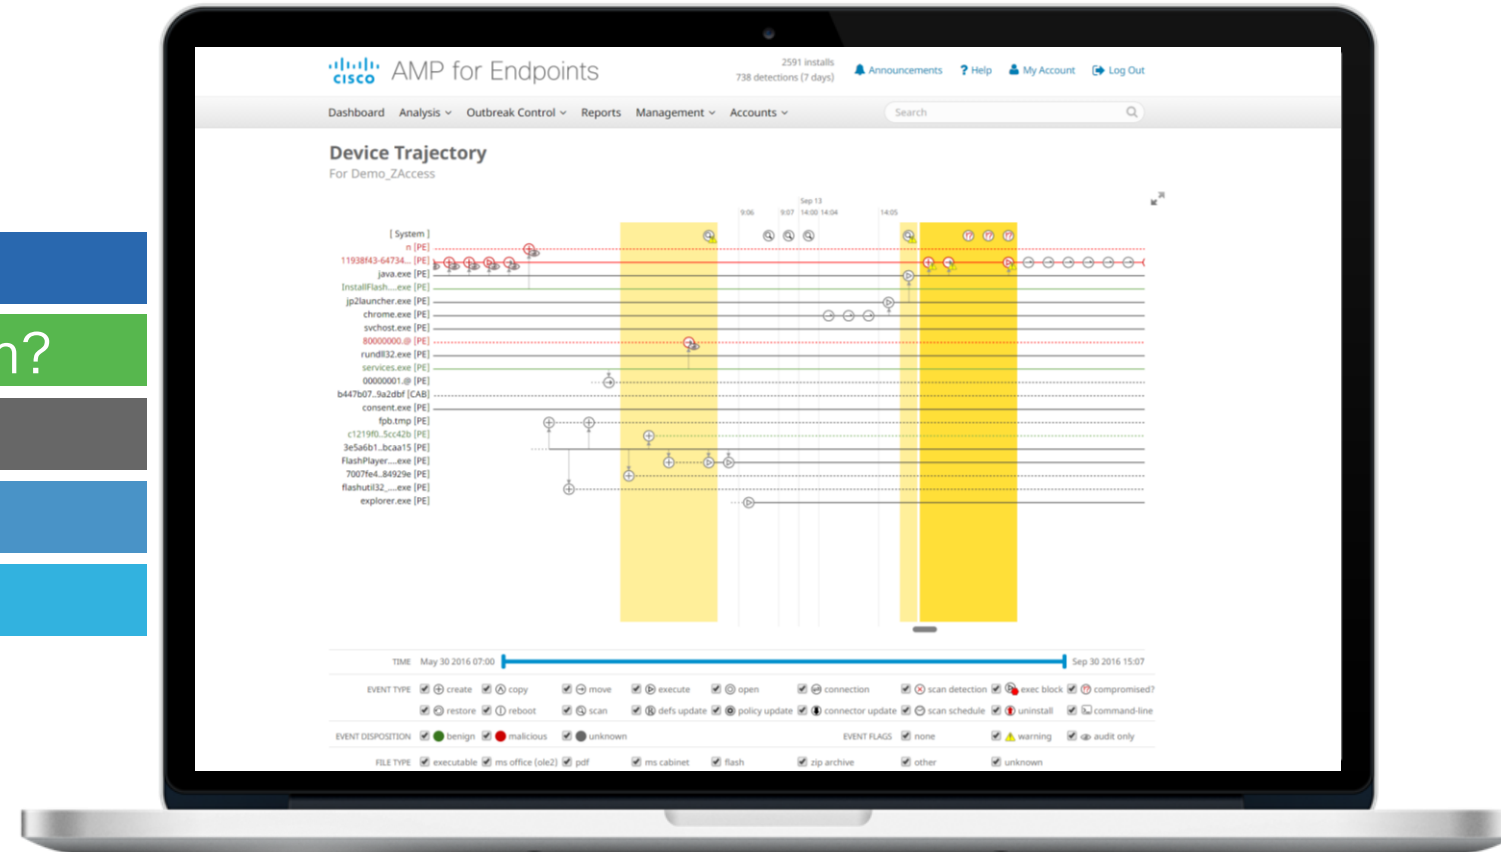 CISCO AMP for Endpoints
2591 installs
738 detections (7 days)
Announcements ? Help My Account Log Out
Dashboard Analysis Outbreak Control Reports Management Accounts Search
Device Trajectory
For Demo_ZAccess
Sep 13
9:06 9:07 14:00 14:04 14:05
[ System ]
n [PE]
11938f43-64734... [PE]
java.exe [PE]
InstallFlash....exe [PE]
jp2launcher.exe [PE]
chrome.exe [PE]
svchost.exe [PE]
80000000.@ [PE]
rundll32.exe [PE]
services.exe [PE]
00000001.@ [PE]
b447b07..9a2dbf [CAB]
consent.exe [PE]
fpb.tmp [PE]
c1219f0..5cc42b [PE]
3e5a6b1..bcaa15 [PE]
FlashPlayer....exe [PE]
7007fe4..84929e [PE]
flashutil32_....exe [PE]
explorer.exe [PE]
n?
TIME May 30 2016 07:00 Sep 30 2016 15:07
EVENT TYPE create copy move execute open connection scan detection exec block compromised?
restore reboot scan defs update policy update connector update scan schedule uninstall command-line
EVENT DISPOSITION benign malicious unknown EVENT FLAGS none warning audit only
FILE TYPE executable ms office (ole2) pdf ms cabinet flash zip archive other unknown